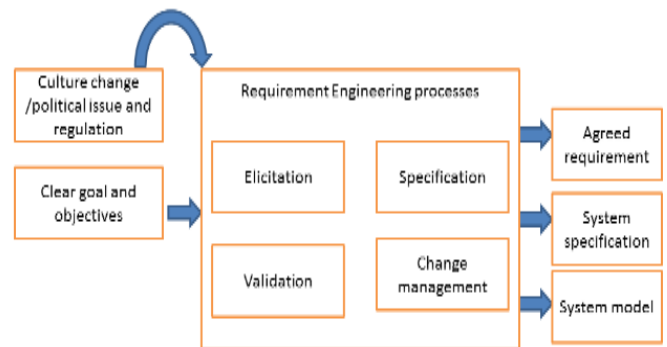 Culture change
/political issue and
regulation
Clear goal and
objectives
Requirement Engineering processes
Elicitation
Specification
Validation
Change
management
Agreed
requirement
System
specification
System model